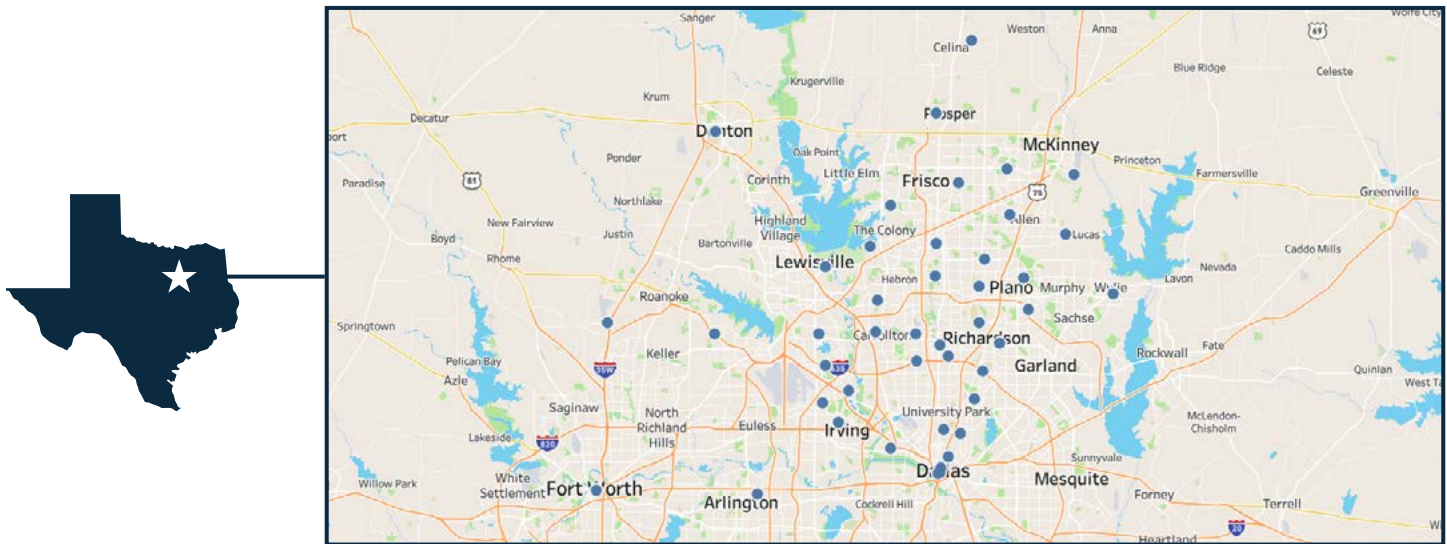 Sanger
Weston
Anna
Wolfe City
69
Celina
Blue Ridge
Celeste
Krugerville
Krum
Decatur
Prosper
Denton
McKinney
Oak Point
Ponder
Princeton
Paradise
81
Corinth
Little Elm
Frisco
75
Farmersville
Greenville
Northlake
New Fairview
Highland
Village
The Colony
Allen
Justin
Boyd
Bartonville
Lucas
Caddo Mills
Rhome
Lewisville
Hebron
Nevada
Lavon
Roanoke
Plano
Murphy
Wylie
Springtown
Sachse
Carrollton
Richardson
Fate
Keller
Rockwall
Pelican Bay
35W
635
Garland
Quinlan
Azle
Saginaw
North
Richland
Hills
University Park
McLendon-
Chisholm
Euless
Irving
Lakeside
820
Sunnyvale
White
Settlement
Dallas
Mesquite
Willow Park
Fort Worth
Arlington
Cockrell Hill
Forney
Terrell
20
Heartland